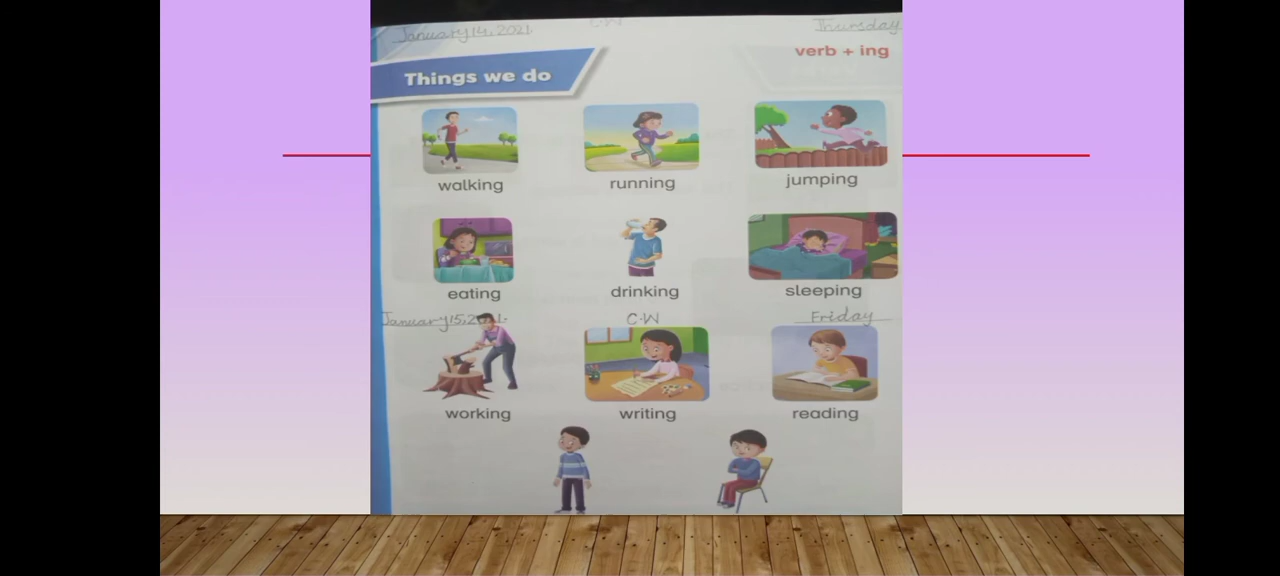 January 14, 2021.
C.W
Thursday
verb + ing
Things we do
walking
running
jumping
eating
drinking
sleeping
January 15, 2021.
C.W
Friday
working
writing
reading